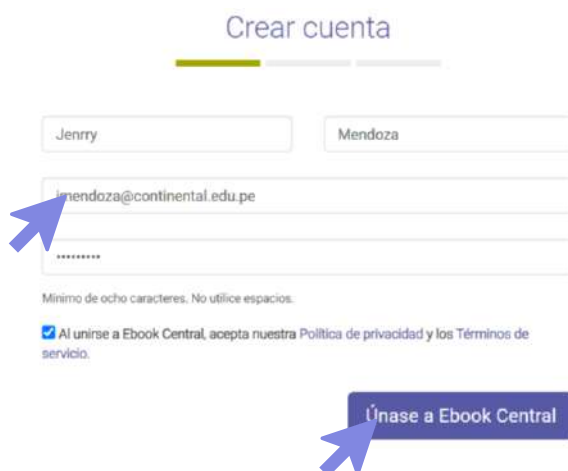 Crear cuenta
Jenrry Mendoza
jmendoza@continental.edu.pe
•••••••••
Mínimo de ocho caracteres. No utilice espacios.
Al unirse a Ebook Central, acepta nuestra Política de privacidad y los Términos de
servicio.
Únase a Ebook Central